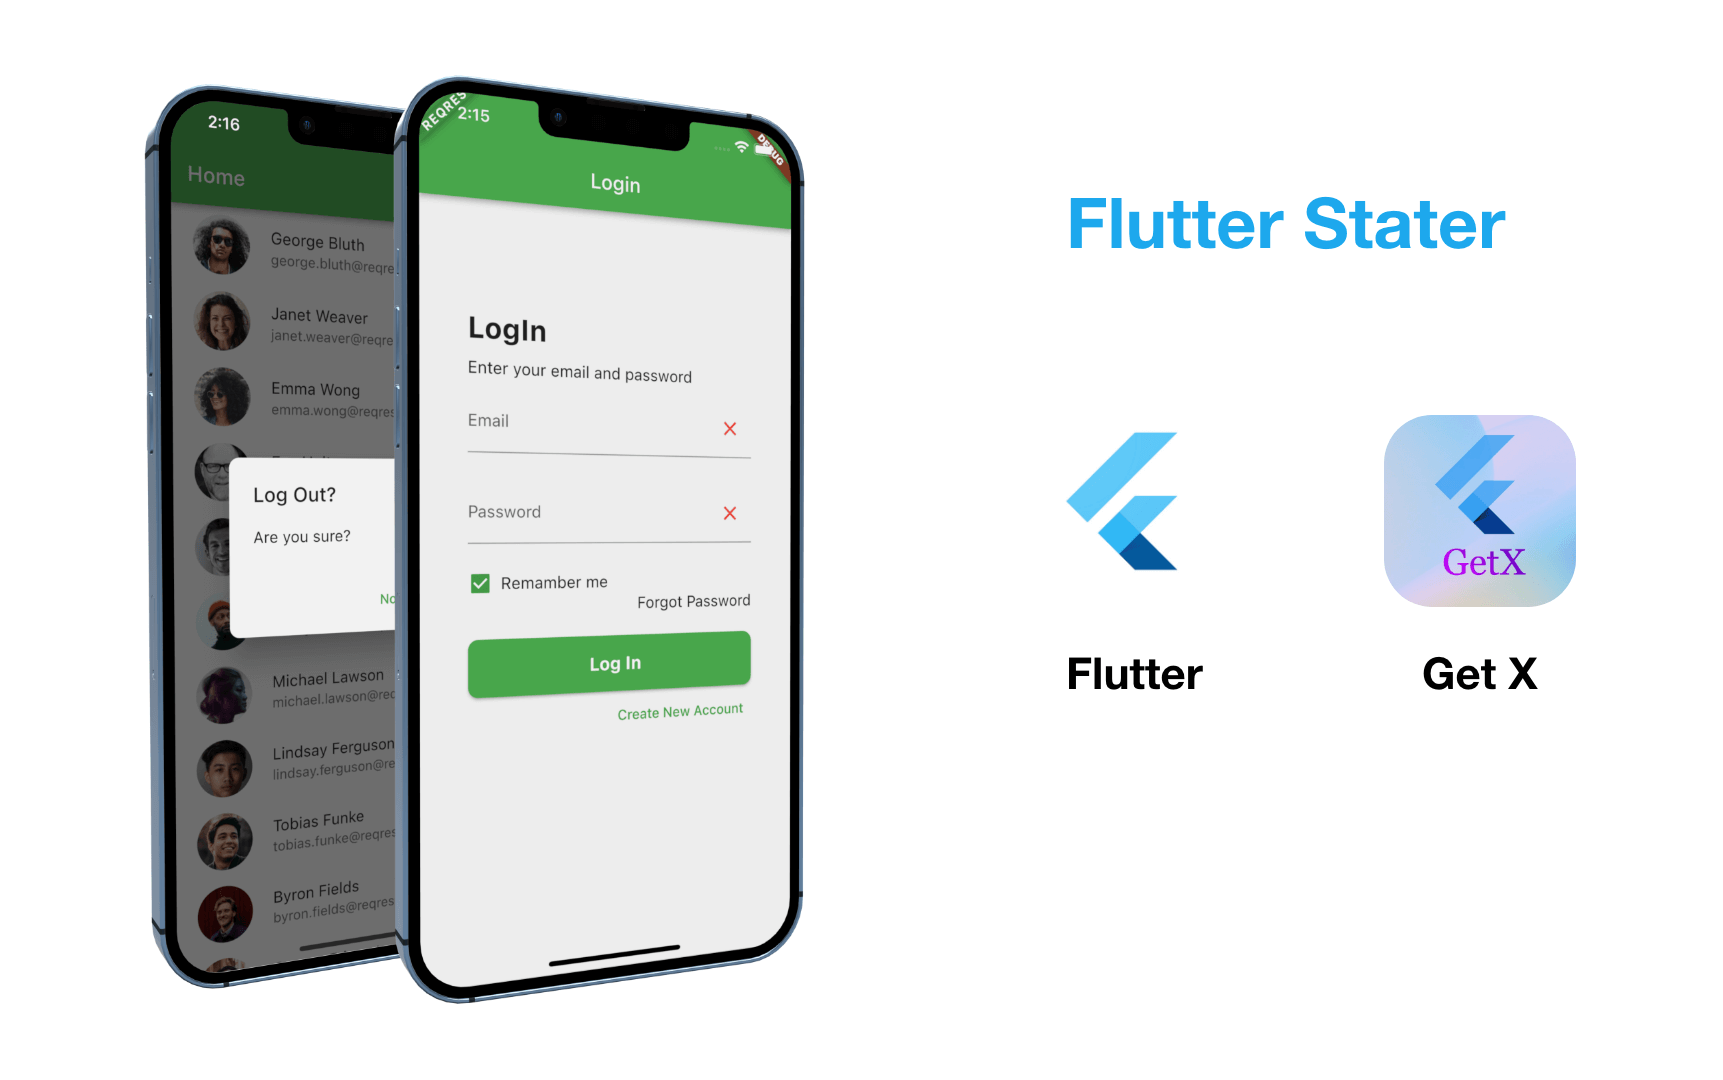 2:16
Home
George Bluth
george.bluth@reqre
Janet Weaver
janet.weaver@reqre
Emma Wong
emma.wong@reqres
Log Out?
Are you sure?
No
Michael Lawson
michael.lawson@req
Lindsay Ferguson
lindsay.ferguson@re
Tobias Funke
tobias.funke@reqres
Byron Fields
byron.fields@reqres
REQRES
2:15
DEBUG
Login
LogIn
Enter your email and password
Email
Password
Remamber me
Forgot Password
Log In
Create New Account
Flutter Stater
GetX
Flutter
Get X